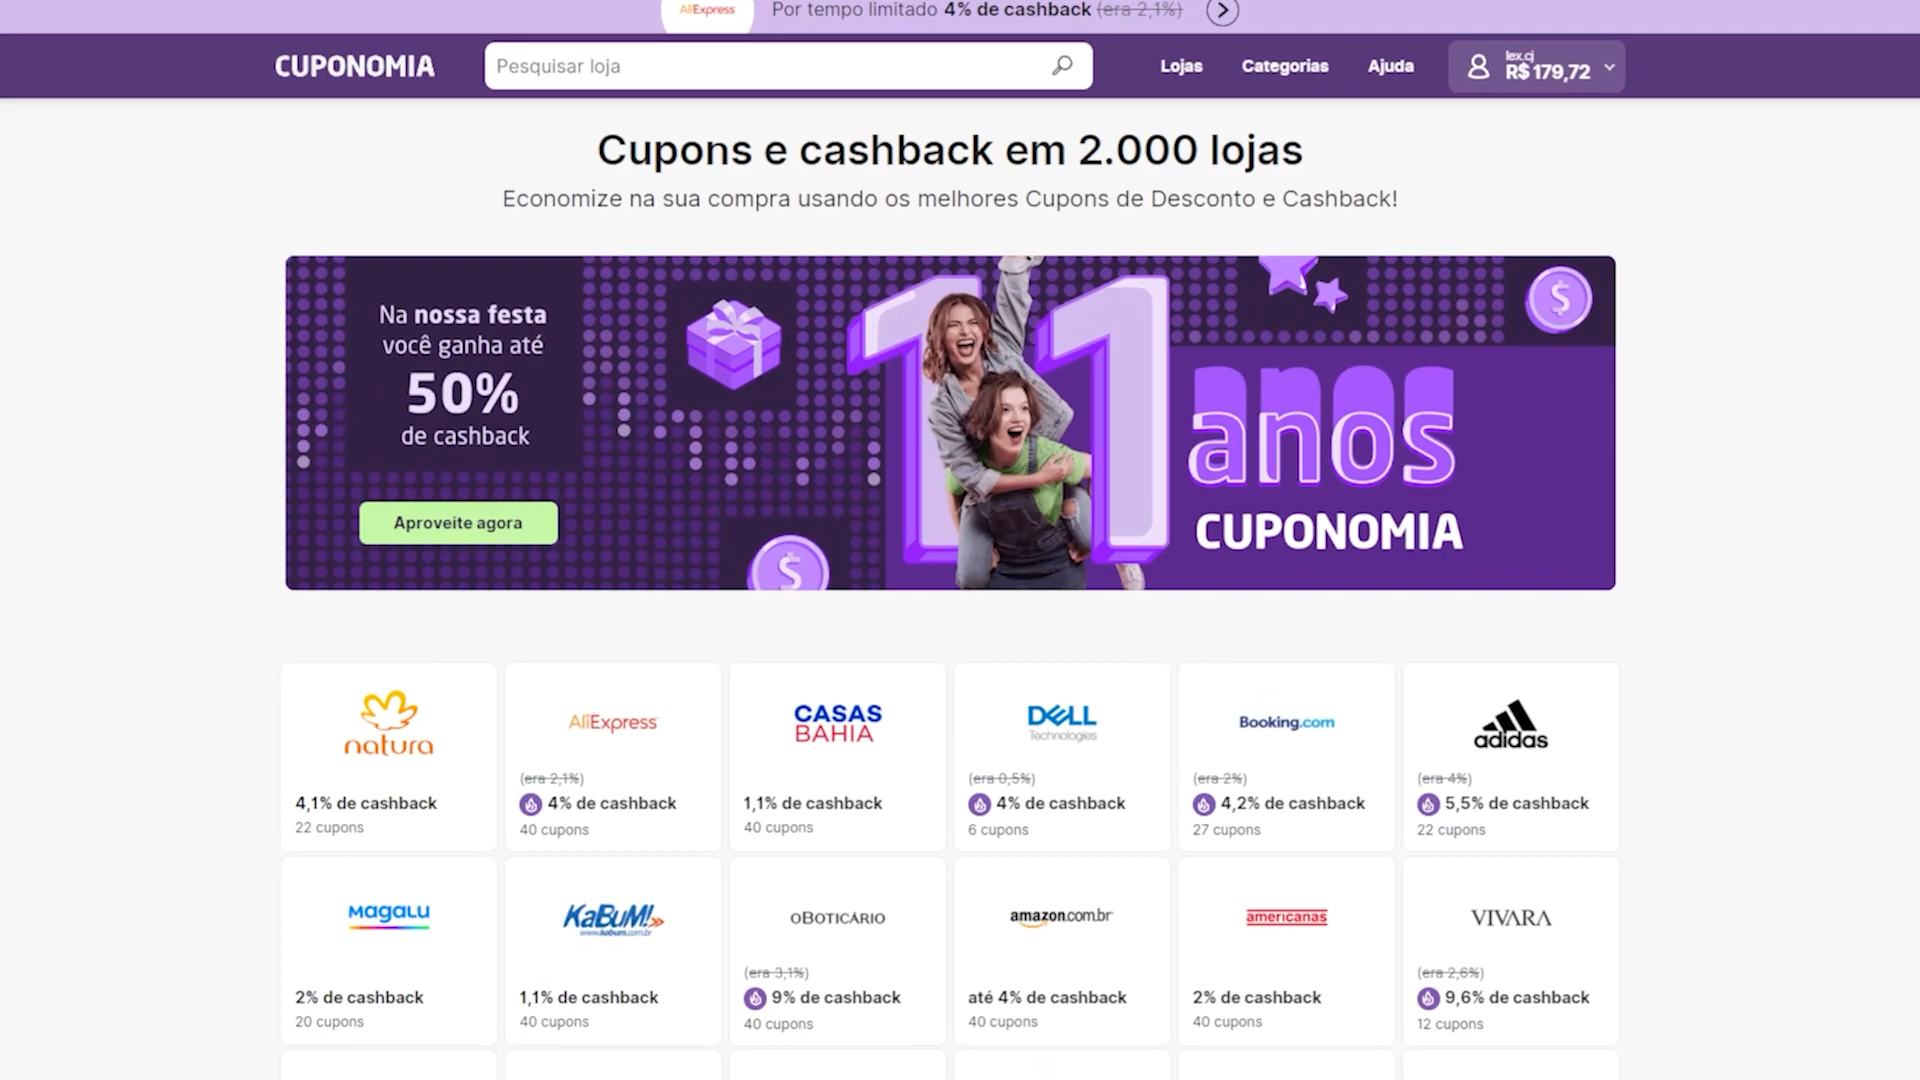 AliExpress
Por tempo limitado 4% de cashback (era 2,1%)
CUPONOMIA
Pesquisar loja
Lojas
Categorias
Ajuda
lex.cj
R$ 179,72
Cupons e cashback em 2.000 lojas
Economize na sua compra usando os melhores Cupons de Desconto e Cashback!
Na nossa festa
você ganha até
50%
de cashback
Aproveite agora
11
anos
CUPONOMIA
natura
4,1% de cashback
22 cupons
AliExpress
(era 2,1%)
4% de cashback
40 cupons
CASAS
BAHIA
1,1% de cashback
40 cupons
DELL
Technologies
(era 0,5%)
4% de cashback
6 cupons
Booking.com
(era 2%)
4,2% de cashback
27 cupons
adidas
(era 4%)
5,5% de cashback
22 cupons
MAGALU
2% de cashback
20 cupons
KaBuM!
www.kabum.com.br
1,1% de cashback
40 cupons
oBOTICÁRIO
(era 3,1%)
9% de cashback
40 cupons
amazon.com.br
até 4% de cashback
40 cupons
americanas
2% de cashback
40 cupons
VIVARA
(era 2,6%)
9,6% de cashback
12 cupons